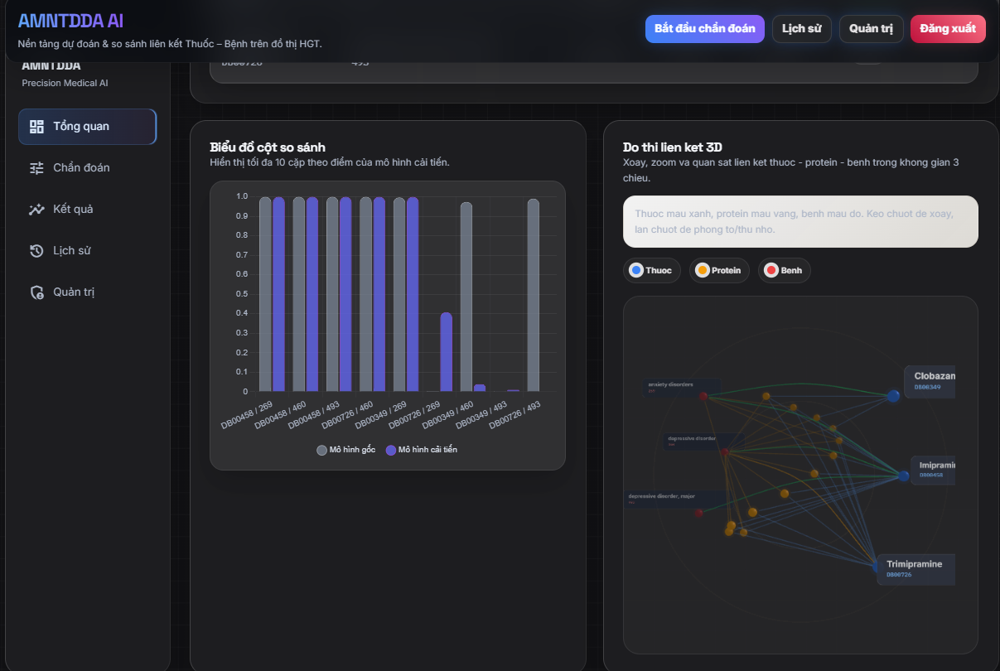 AMNTDDA AI
Nền tảng dự đoán & so sánh liên kết Thuốc – Bệnh trên đồ thị HGT.
Bắt đầu chẩn đoán
Lịch sử
Quản trị
Đăng xuất
AMNTDDA
Precision Medical AI
Tổng quan
Chẩn đoán
Kết quả
Lịch sử
Quản trị
DB00726 493
Biểu đồ cột so sánh
Hiển thị tối đa 10 cặp theo điểm của mô hình cải tiến.
1.0
0.9
0.8
0.7
0.6
0.5
0.4
0.3
0.2
0.1
0
DB00458 / 269
DB00458 / 460
DB00458 / 493
DB00726 / 460
DB00349 / 269
DB00726 / 269
DB00349 / 460
DB00349 / 493
DB00726 / 493
Mô hình gốc
Mô hình cải tiến
Do thi lien ket 3D
Xoay, zoom va quan sat lien ket thuoc - protein - benh trong khong gian 3
chieu.
Thuoc mau xanh, protein mau vang, benh mau do. Keo chuot de xoay,
lan chuot de phong to/thu nho.
Thuoc
Protein
Benh
anxiety disorders
Clobazan
DB00349
depressive disorder
Imipramin
DB00458
depressive disorder, major
Trimipramine
DB00726